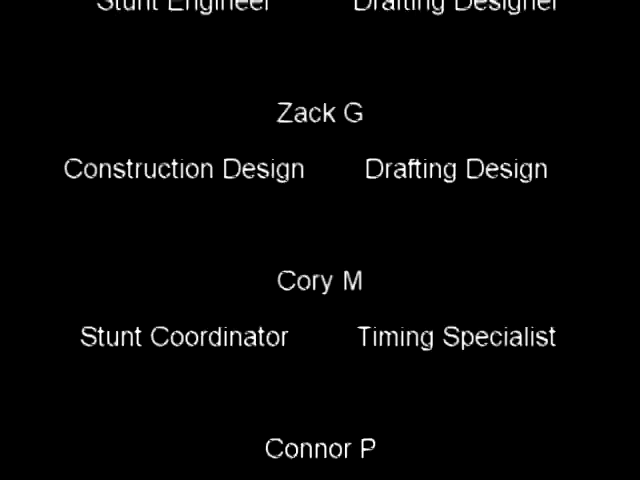 Stunt Engineer Drafting Designer
Zack G
Construction Design Drafting Design
Cory M
Stunt Coordinator Timing Specialist
Connor P